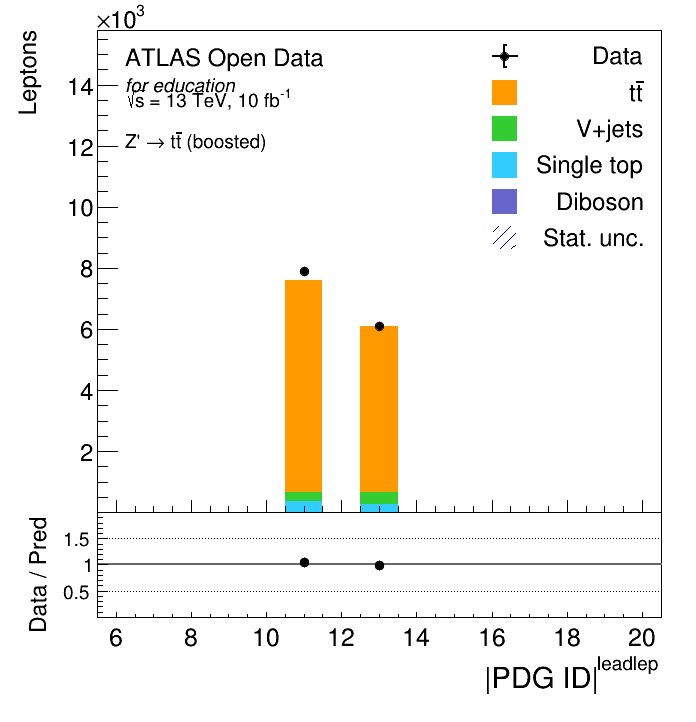 ×10³
Leptons
14
12
10
8
6
4
2
ATLAS Open Data
for education
√s = 13 TeV, 10 fb⁻¹
Z' → tt̄ (boosted)
Data
tt̄
V+jets
Single top
Diboson
Stat. unc.
Data / Pred
1.5
1
0.5
6 8 10 12 14 16 18 20
|PDG ID|^leadlep